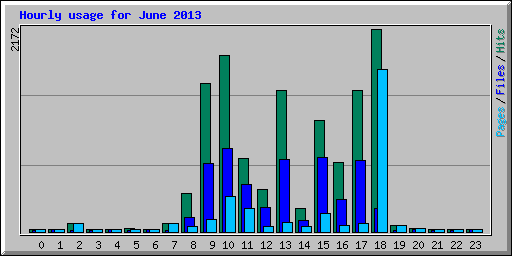 Hourly usage for June 2013
2172
Pages / Files / Hits
0 1 2 3 4 5 6 7 8 9 10 11 12 13 14 15 16 17 18 19 20 21 22 23